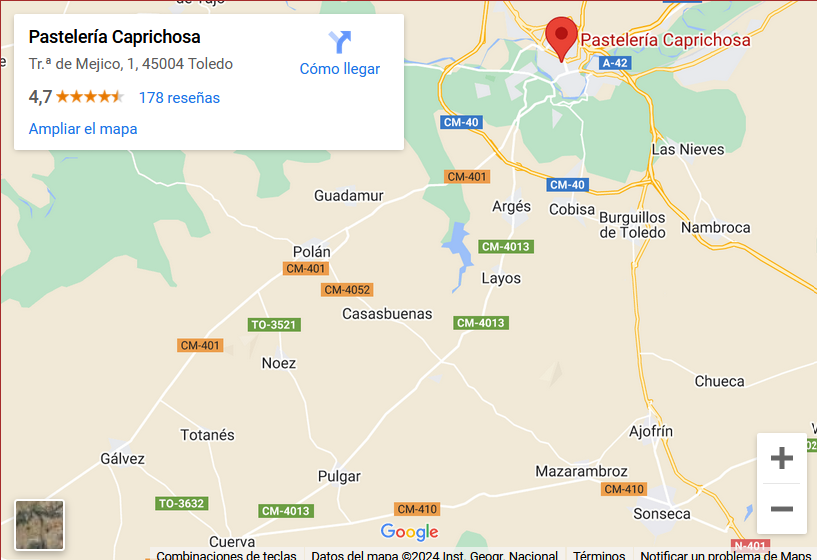 de Tajo
Pastelería Caprichosa
Tr.ª de Mejico, 1, 45004 Toledo
4,7
178 reseñas
Ampliar el mapa
Cómo llegar
Pastelería Caprichosa
A-42
CM-40
Las Nieves
CM-401
CM-40
Guadamur
Argés
Cobisa
Burguillos
de Toledo
Nambroca
Polán
CM-4013
CM-401
Layos
CM-4052
Casasbuenas
TO-3521
CM-4013
CM-401
Noez
Chueca
Totanés
Ajofrín
Gálvez
Pulgar
Mazarambroz
CM-410
TO-3632
CM-4013
CM-410
Sonseca
Google
Cuerva
N-401
Combinaciones de teclas
Datos del mapa ©2024 Inst. Geogr. Nacional
Términos
Notificar un problema de Maps